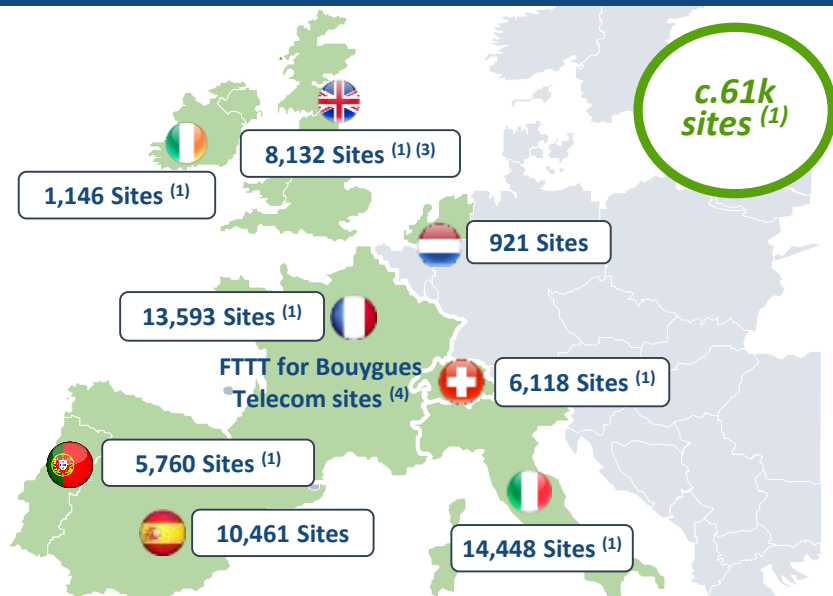 c.61k
sites (1)
8,132 Sites (1) (3)
1,146 Sites (1)
921 Sites
13,593 Sites (1)
FTTT for Bouygues
Telecom sites (4)
6,118 Sites (1)
5,760 Sites (1)
10,461 Sites
14,448 Sites (1)